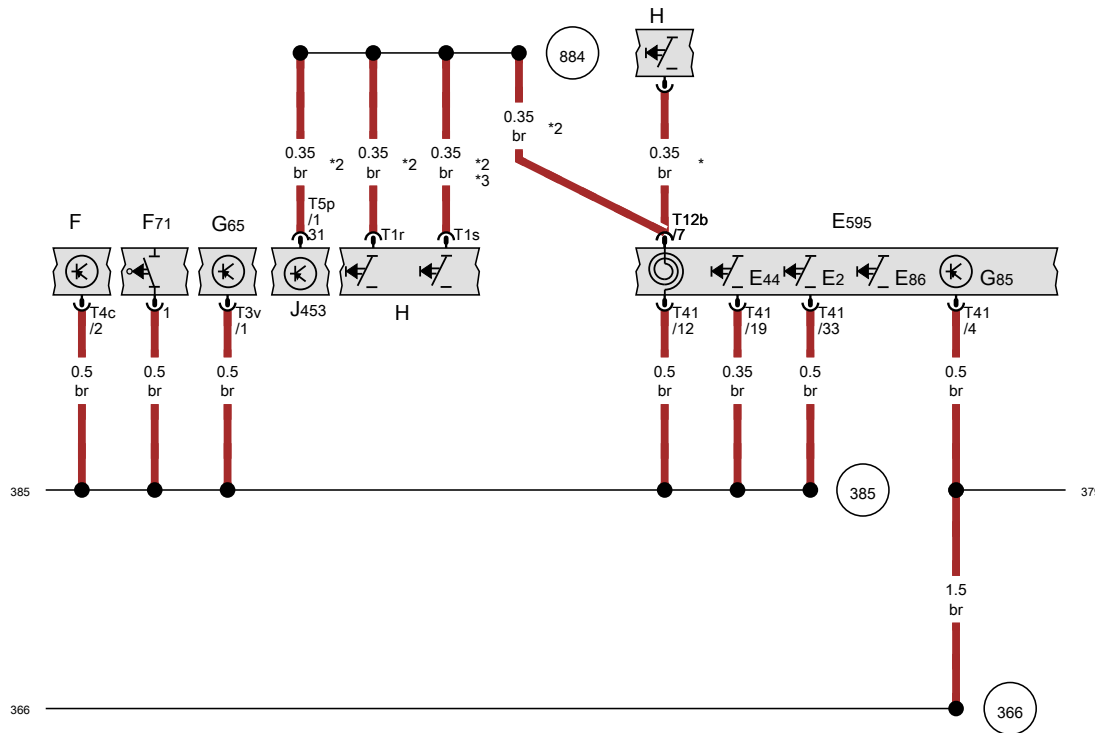 H
884
0.35
br
*2
0.35
br
*2
0.35
br
*2
0.35
br
*2
*3
0.35
br
*
F
F71
G65
T5p
/1
31
T1r
T1s
T12b
/7
E595
J453
H
E44
E2
E86
G85
T4c
/2
1
T3v
/1
T41
/12
T41
/19
T41
/33
T41
/4
0.5
br
0.5
br
0.5
br
0.5
br
0.35
br
0.5
br
0.5
br
385
385
1.5
br
366
366